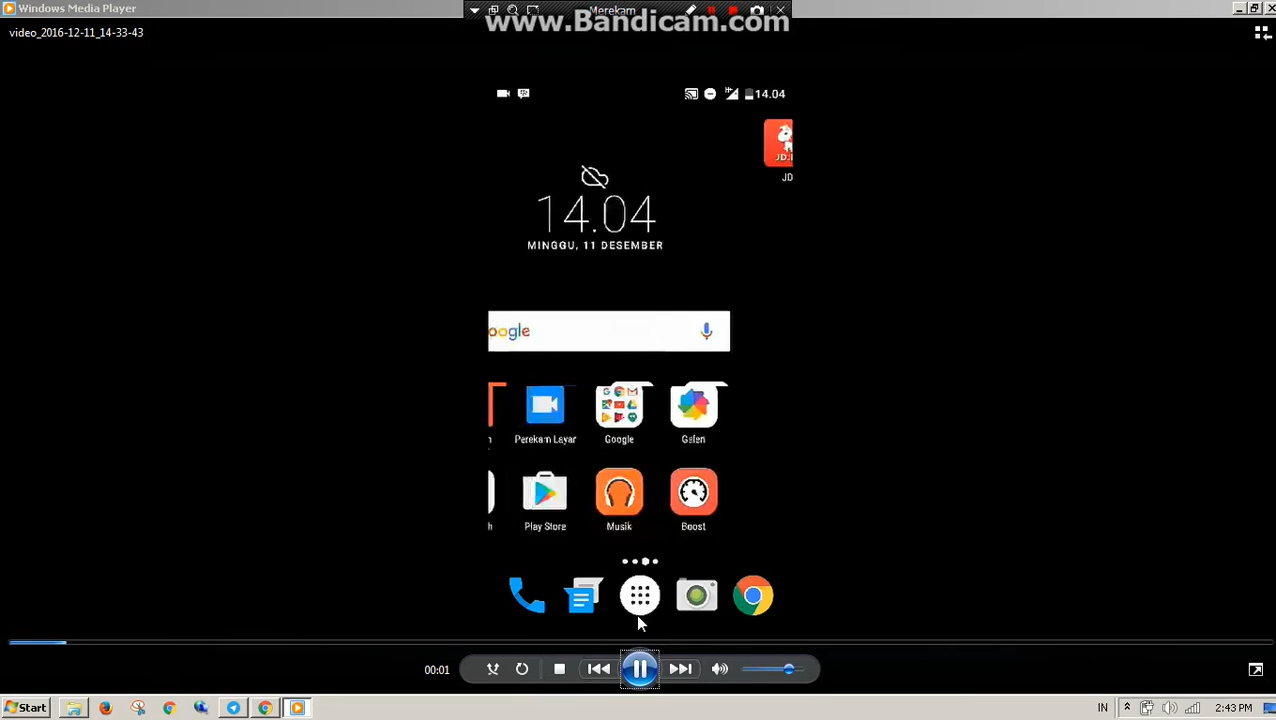 Windows Media Player
Merekam
www.Bandicam.com
video_2016-12-11_14-33-43
14.04
JD.I
JD
14.04
MINGGU, 11 DESEMBER
oogle
Perekam Layar
Google
Galeri
h
Play Store
Musik
Boost
00:01
Start
IN
2:43 PM